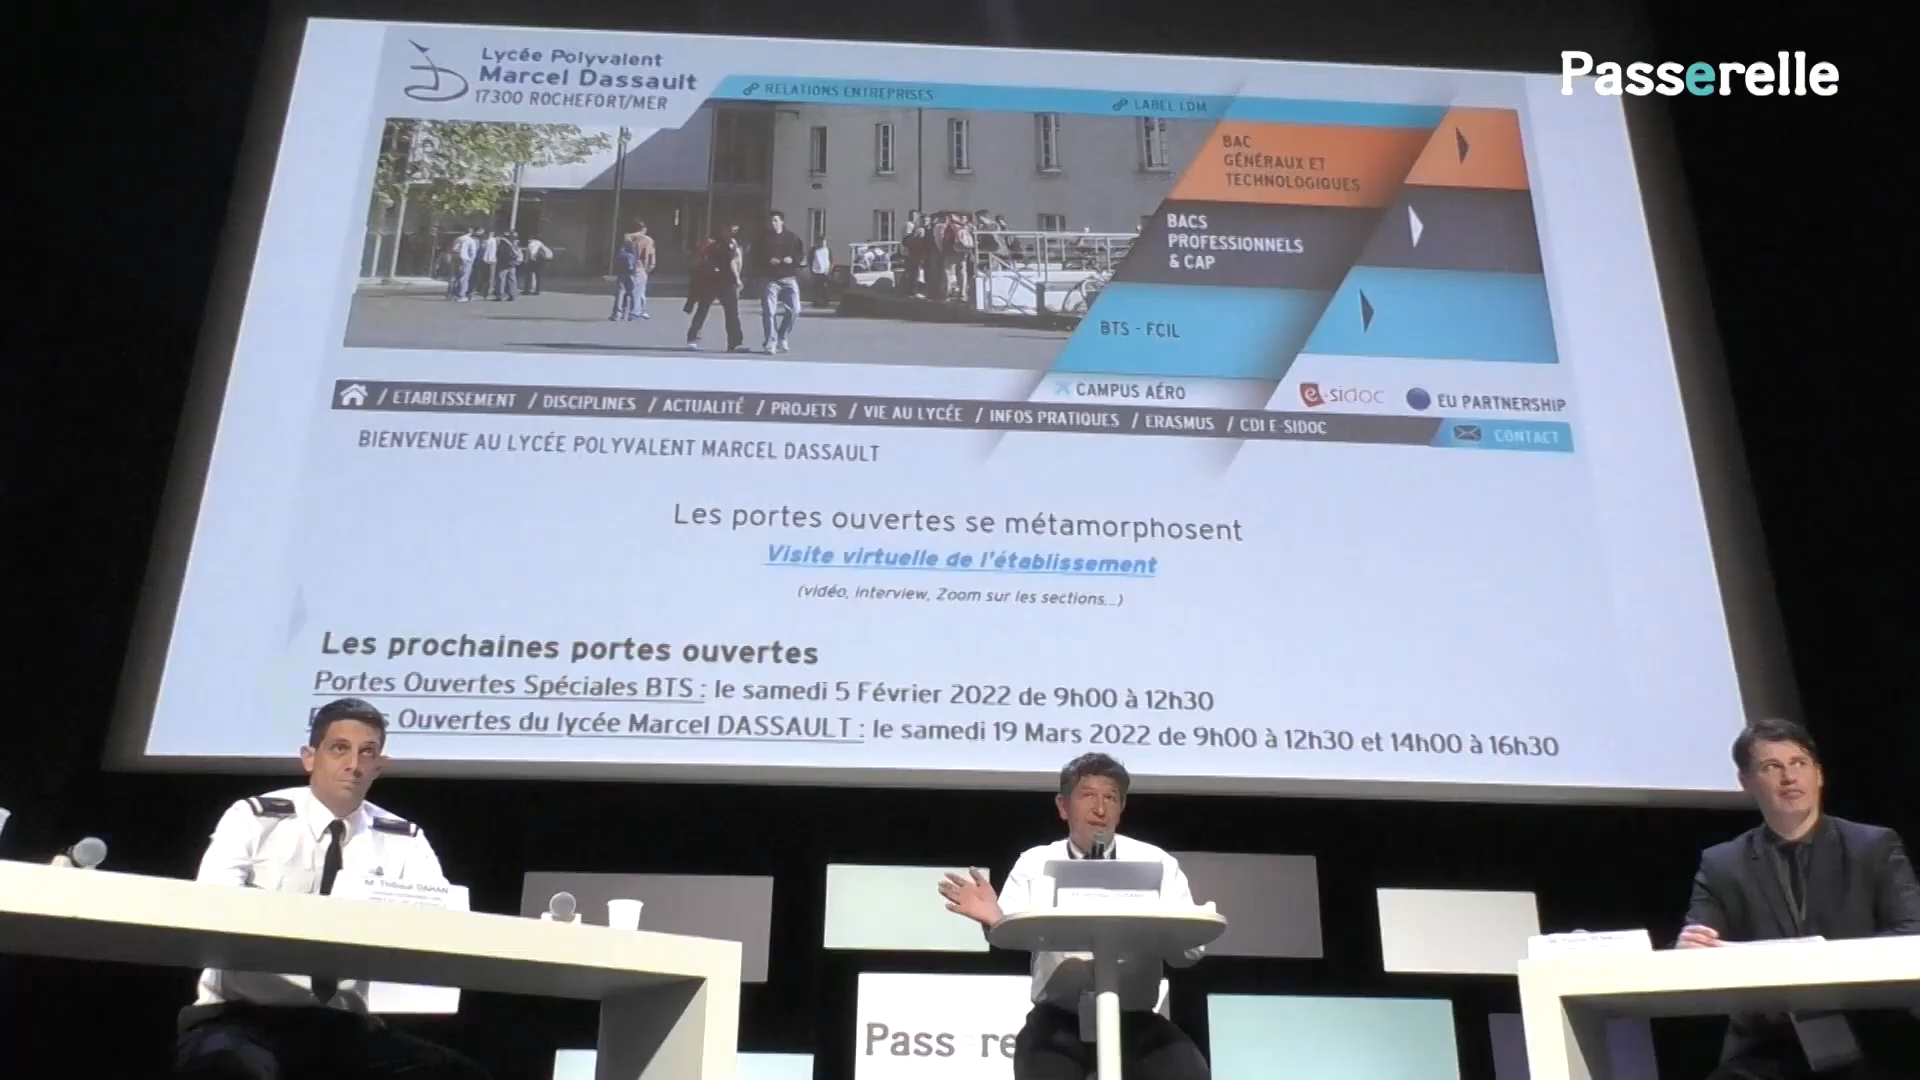 Lycée Polyvalent
Marcel Dassault
17300 ROCHEFORT/MER
RELATIONS ENTREPRISES
LABEL LDM
Passerelle
BAC
GÉNÉRAUX ET
TECHNOLOGIQUES
BACS
PROFESSIONNELS
& CAP
BTS - FCIL
CAMPUS AÉRO
e-sidoc
EU PARTNERSHIP
/ ETABLISSEMENT / DISCIPLINES / ACTUALITÉ / PROJETS / VIE AU LYCÉE / INFOS PRATIQUES / ERASMUS / CDI E-SIDOC
CONTACT
BIENVENUE AU LYCÉE POLYVALENT MARCEL DASSAULT
Les portes ouvertes se métamorphosent
Visite virtuelle de l'établissement
(vidéo, interview, Zoom sur les sections...)
Les prochaines portes ouvertes
Portes Ouvertes Spéciales BTS : le samedi 5 Février 2022 de 9h00 à 12h30
Ouvertes du lycée Marcel DASSAULT : le samedi 19 Mars 2022 de 9h00 à 12h30 et 14h00 à 16h30
M. Thibaut DAHAN
Pass re